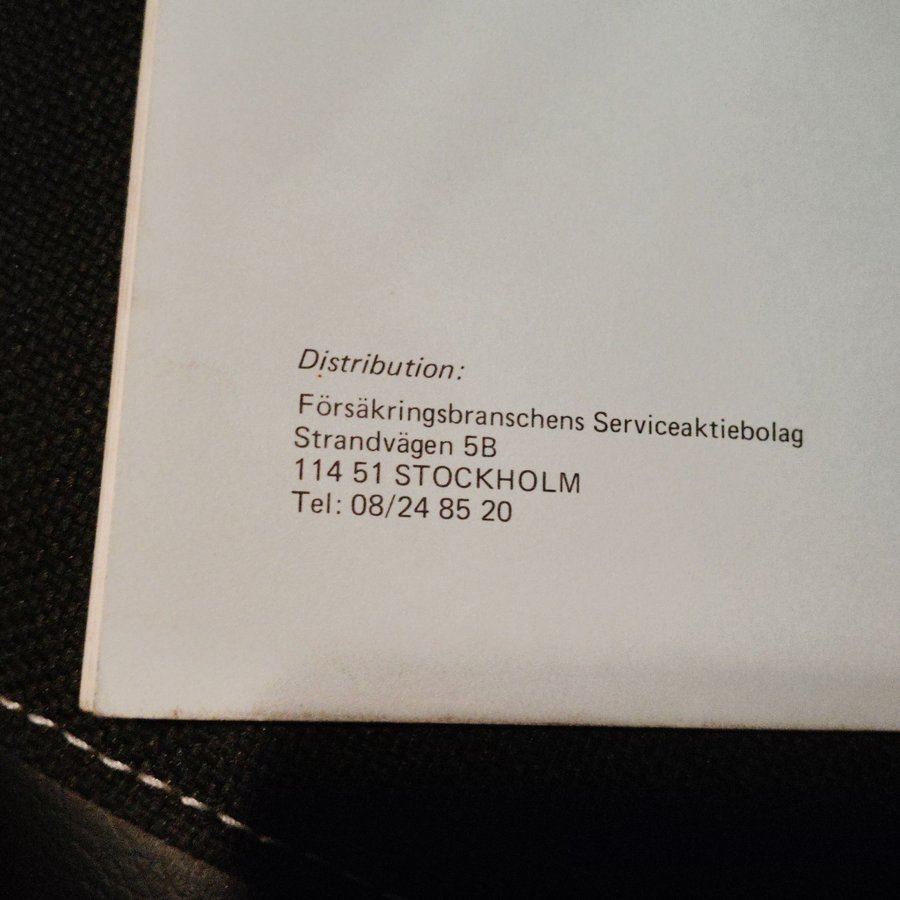 Distribution:
Försäkringsbranschens Serviceaktiebolag
Strandvägen 5B
114 51 STOCKHOLM
Tel: 08/24 85 20